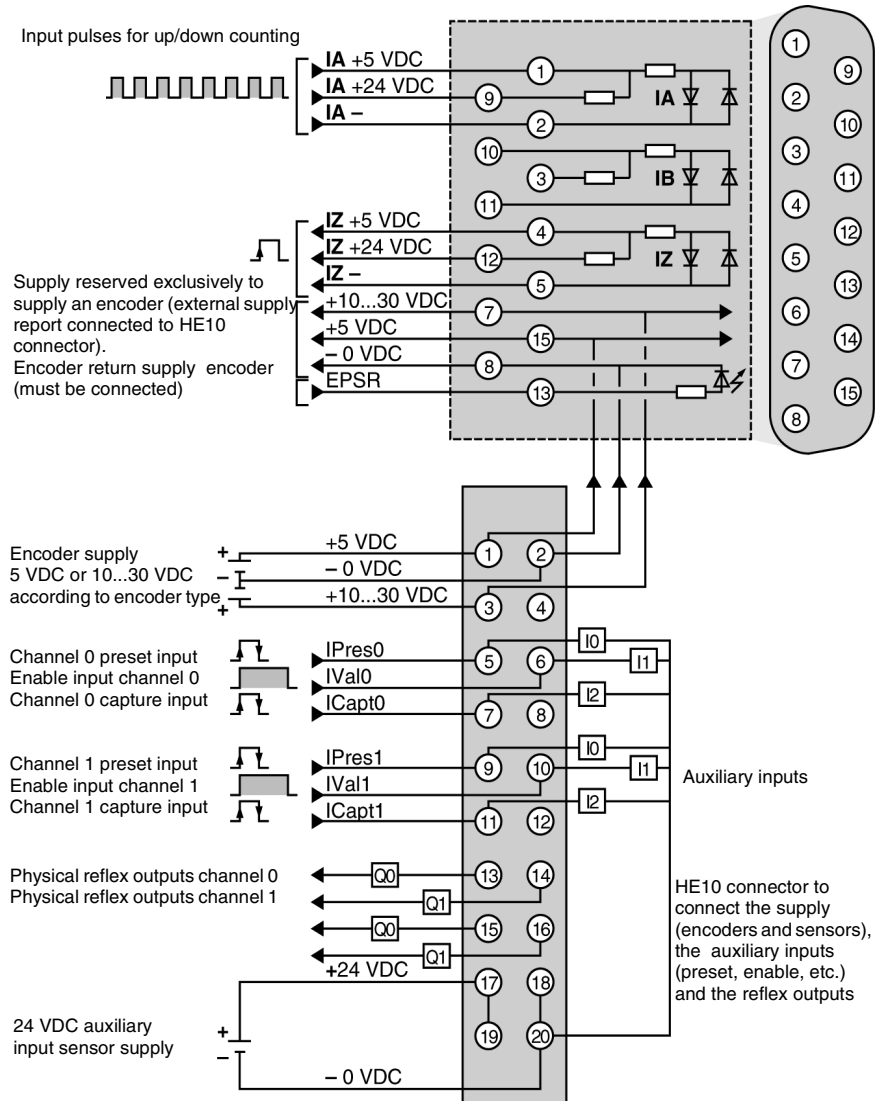 Input pulses for up/down counting
IA +5 VDC
IA +24 VDC
IA –
1
9
2
IA
10
3
11
IB
IZ +5 VDC
IZ +24 VDC
IZ –
4
12
5
IZ
Supply reserved exclusively to
supply an encoder (external supply
report connected to HE10
connector).
Encoder return supply encoder
(must be connected)
+10...30 VDC
+5 VDC
– 0 VDC
EPSR
7
15
8
13
1
9
2
10
3
11
4
12
5
13
6
14
7
15
8
Encoder supply
5 VDC or 10...30 VDC
according to encoder type
+
–
+
+5 VDC
– 0 VDC
+10...30 VDC
1
2
3
4
Channel 0 preset input
Enable input channel 0
Channel 0 capture input
IPres0
IVal0
ICapt0
5
6
7
8
I0
I1
I2
Channel 1 preset input
Enable input channel 1
Channel 1 capture input
IPres1
IVal1
ICapt1
9
10
11
12
I0
I1
I2
Auxiliary inputs
Physical reflex outputs channel 0
Physical reflex outputs channel 1
Q0
Q1
Q0
Q1
13
14
15
16
HE10 connector to
connect the supply
(encoders and sensors),
the auxiliary inputs
(preset, enable, etc.)
and the reflex outputs
+24 VDC
17
18
19
20
24 VDC auxiliary
input sensor supply
+
–
– 0 VDC